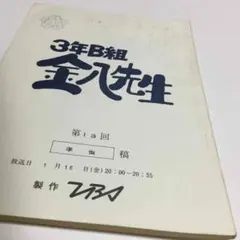 3年B組
金八先生
第13回
準備 稿
放送日 1月18日(金)20:00~20:55
製作 TBS